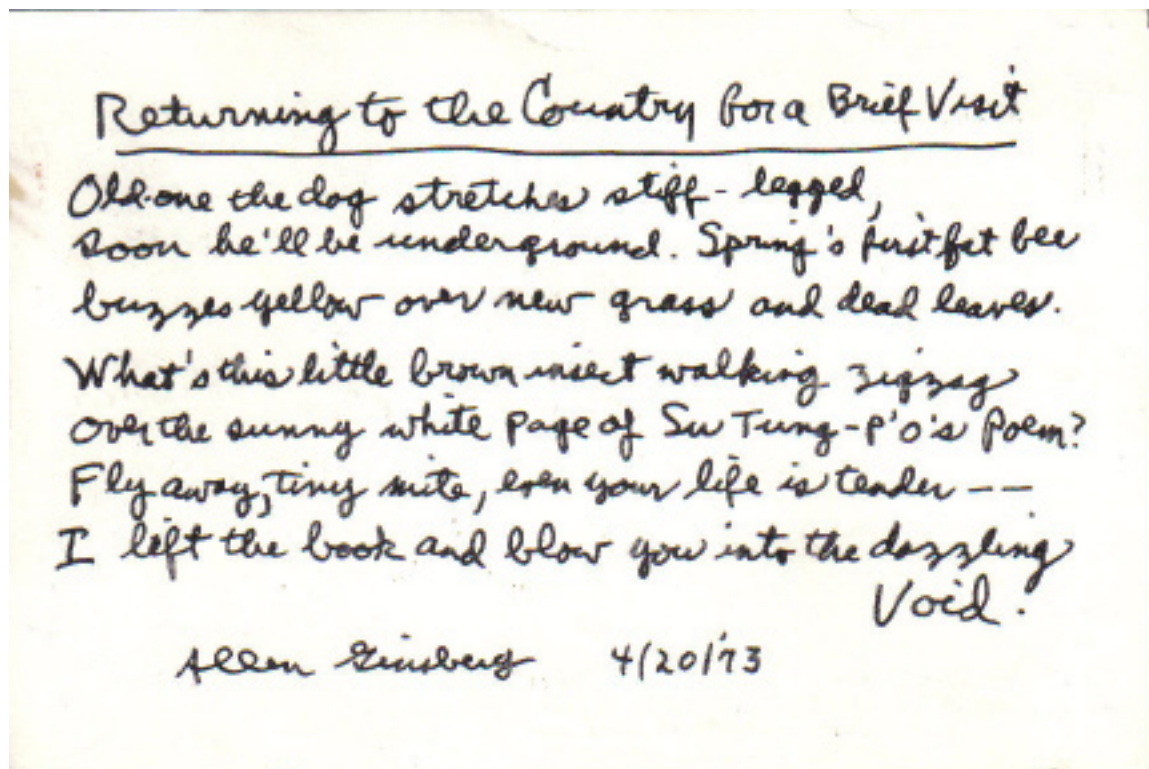 Returning to the Country for a Brief Visit
Old-one the dog stretches stiff-legged,
soon he'll be underground. Spring's first fat bee
buzzes yellow over new grass and dead leaves.
What's this little brown insect walking zigzag
over the sunny white page of Su Tung-p'o's Poem?
Fly away, tiny mite, even your life is tender --
I lift the book and blow you into the dazzling
Void.
Allen Ginsberg 4/20/73